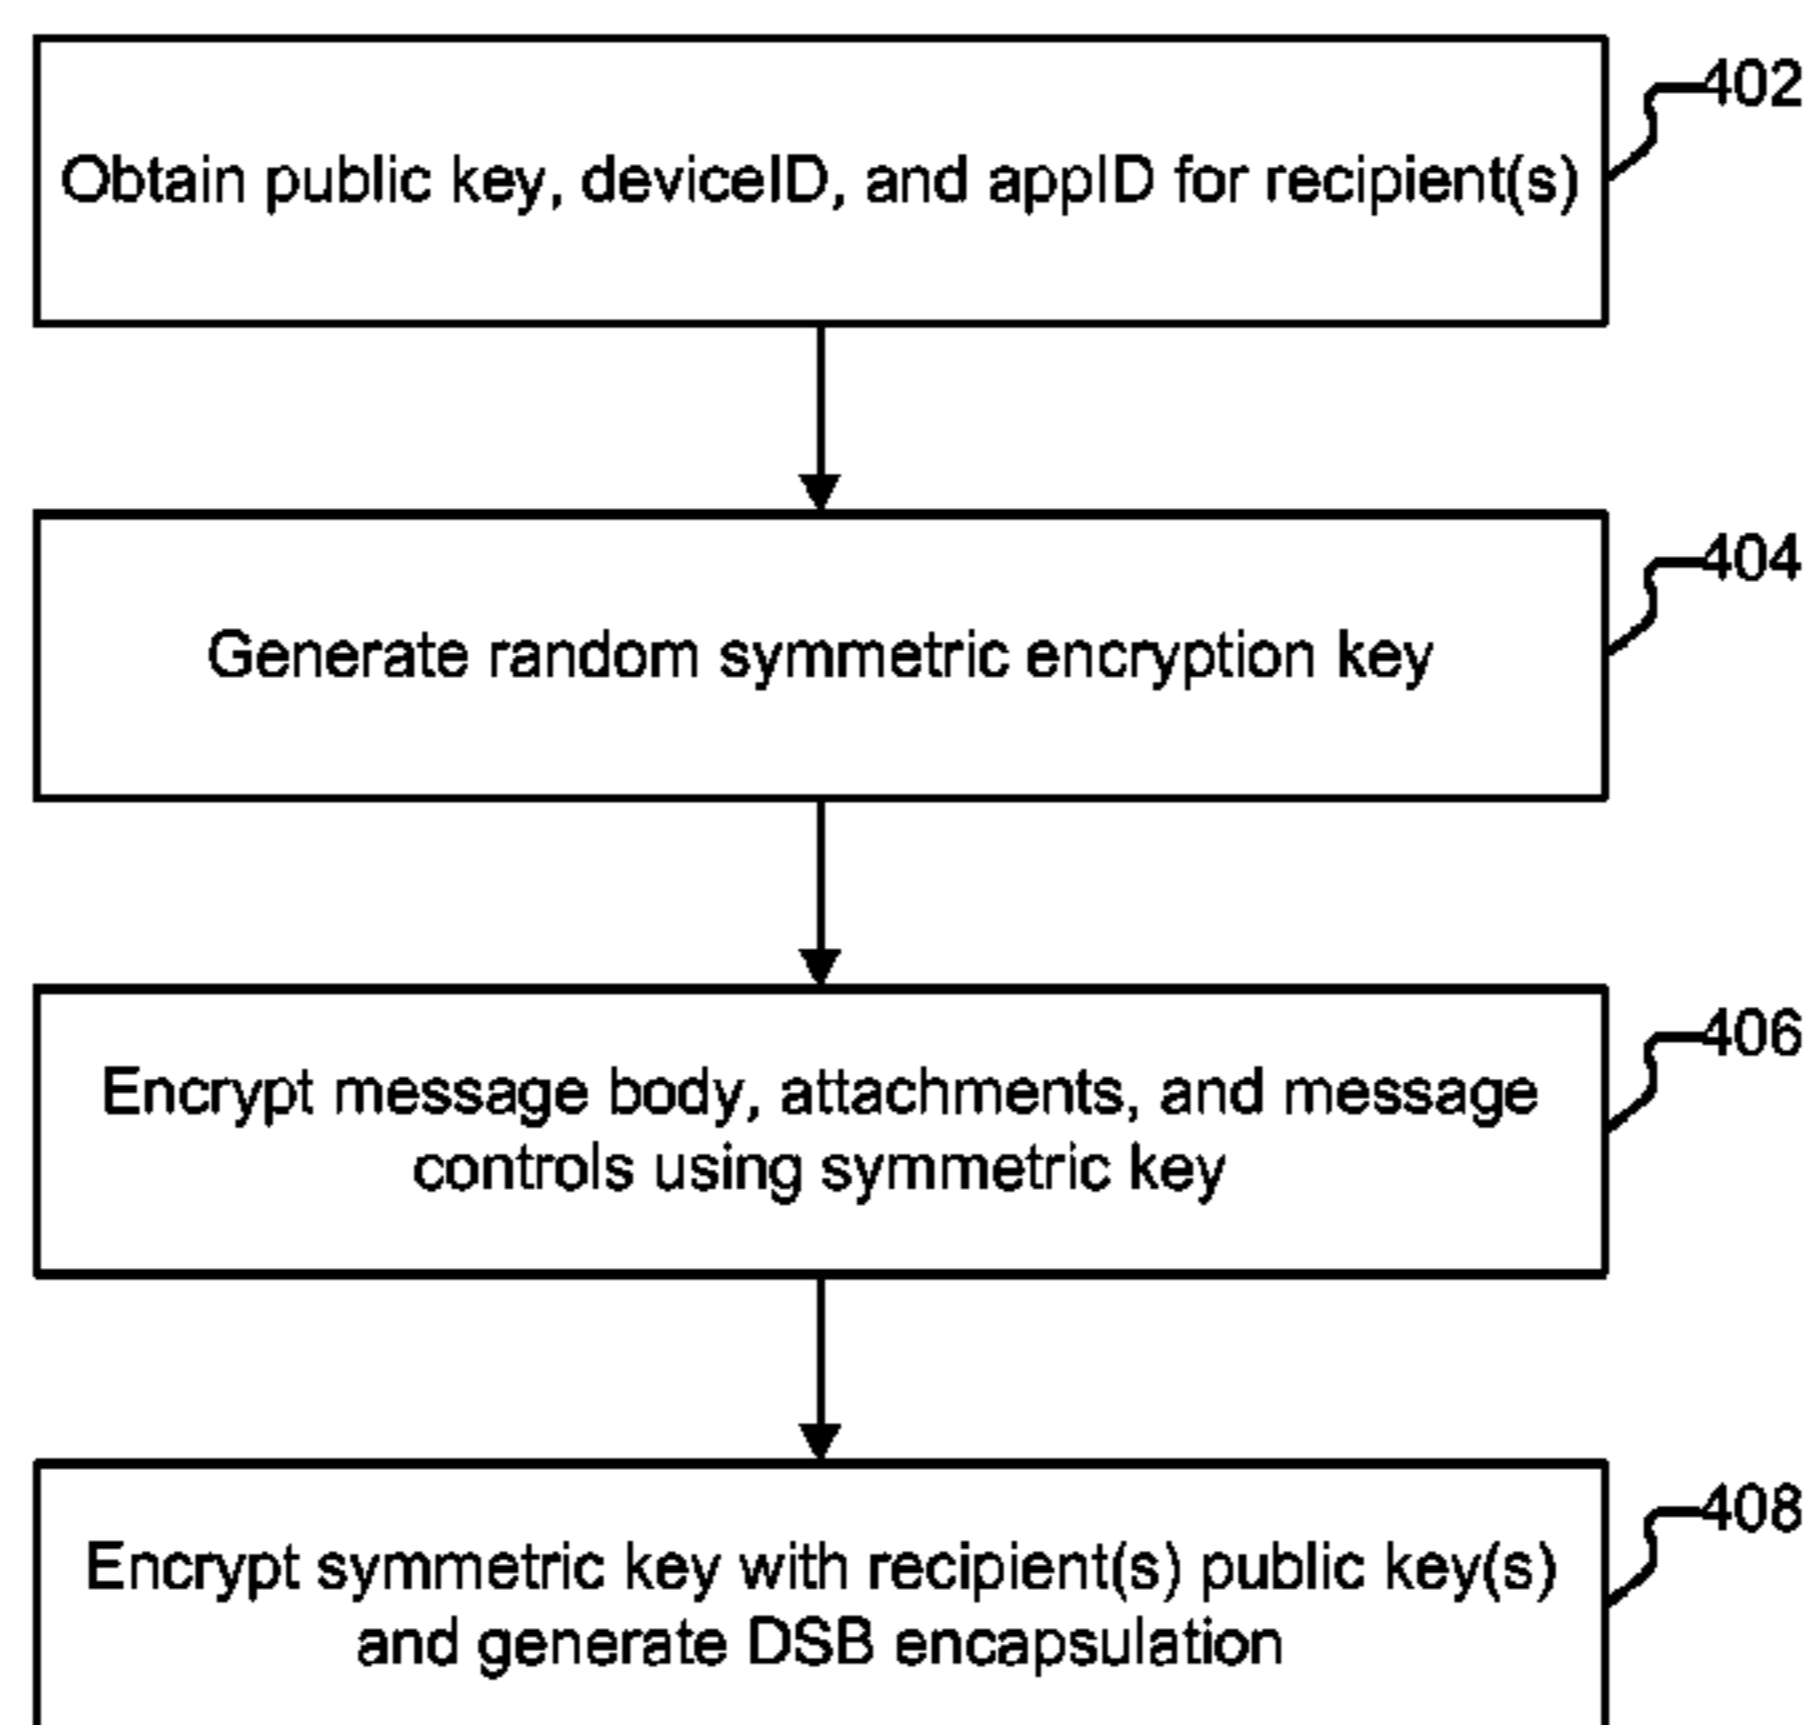 402
Obtain public key, deviceID, and appID for recipient(s)
404
Generate random symmetric encryption key
406
Encrypt message body, attachments, and message
controls using symmetric key
408
Encrypt symmetric key with recipient(s) public key(s)
and generate DSB encapsulation